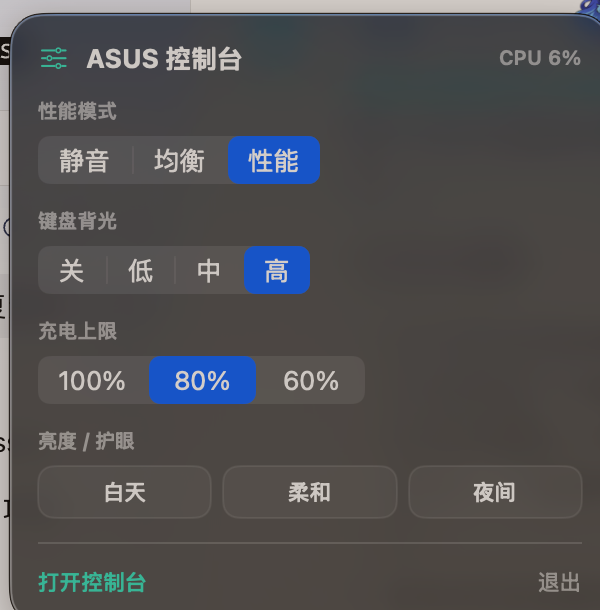 ASUS 控制台 CPU 6%
性能模式
静音 均衡 性能
键盘背光
关 低 中 高
充电上限
100% 80% 60%
亮度 / 护眼
白天 柔和 夜间
打开控制台 退出